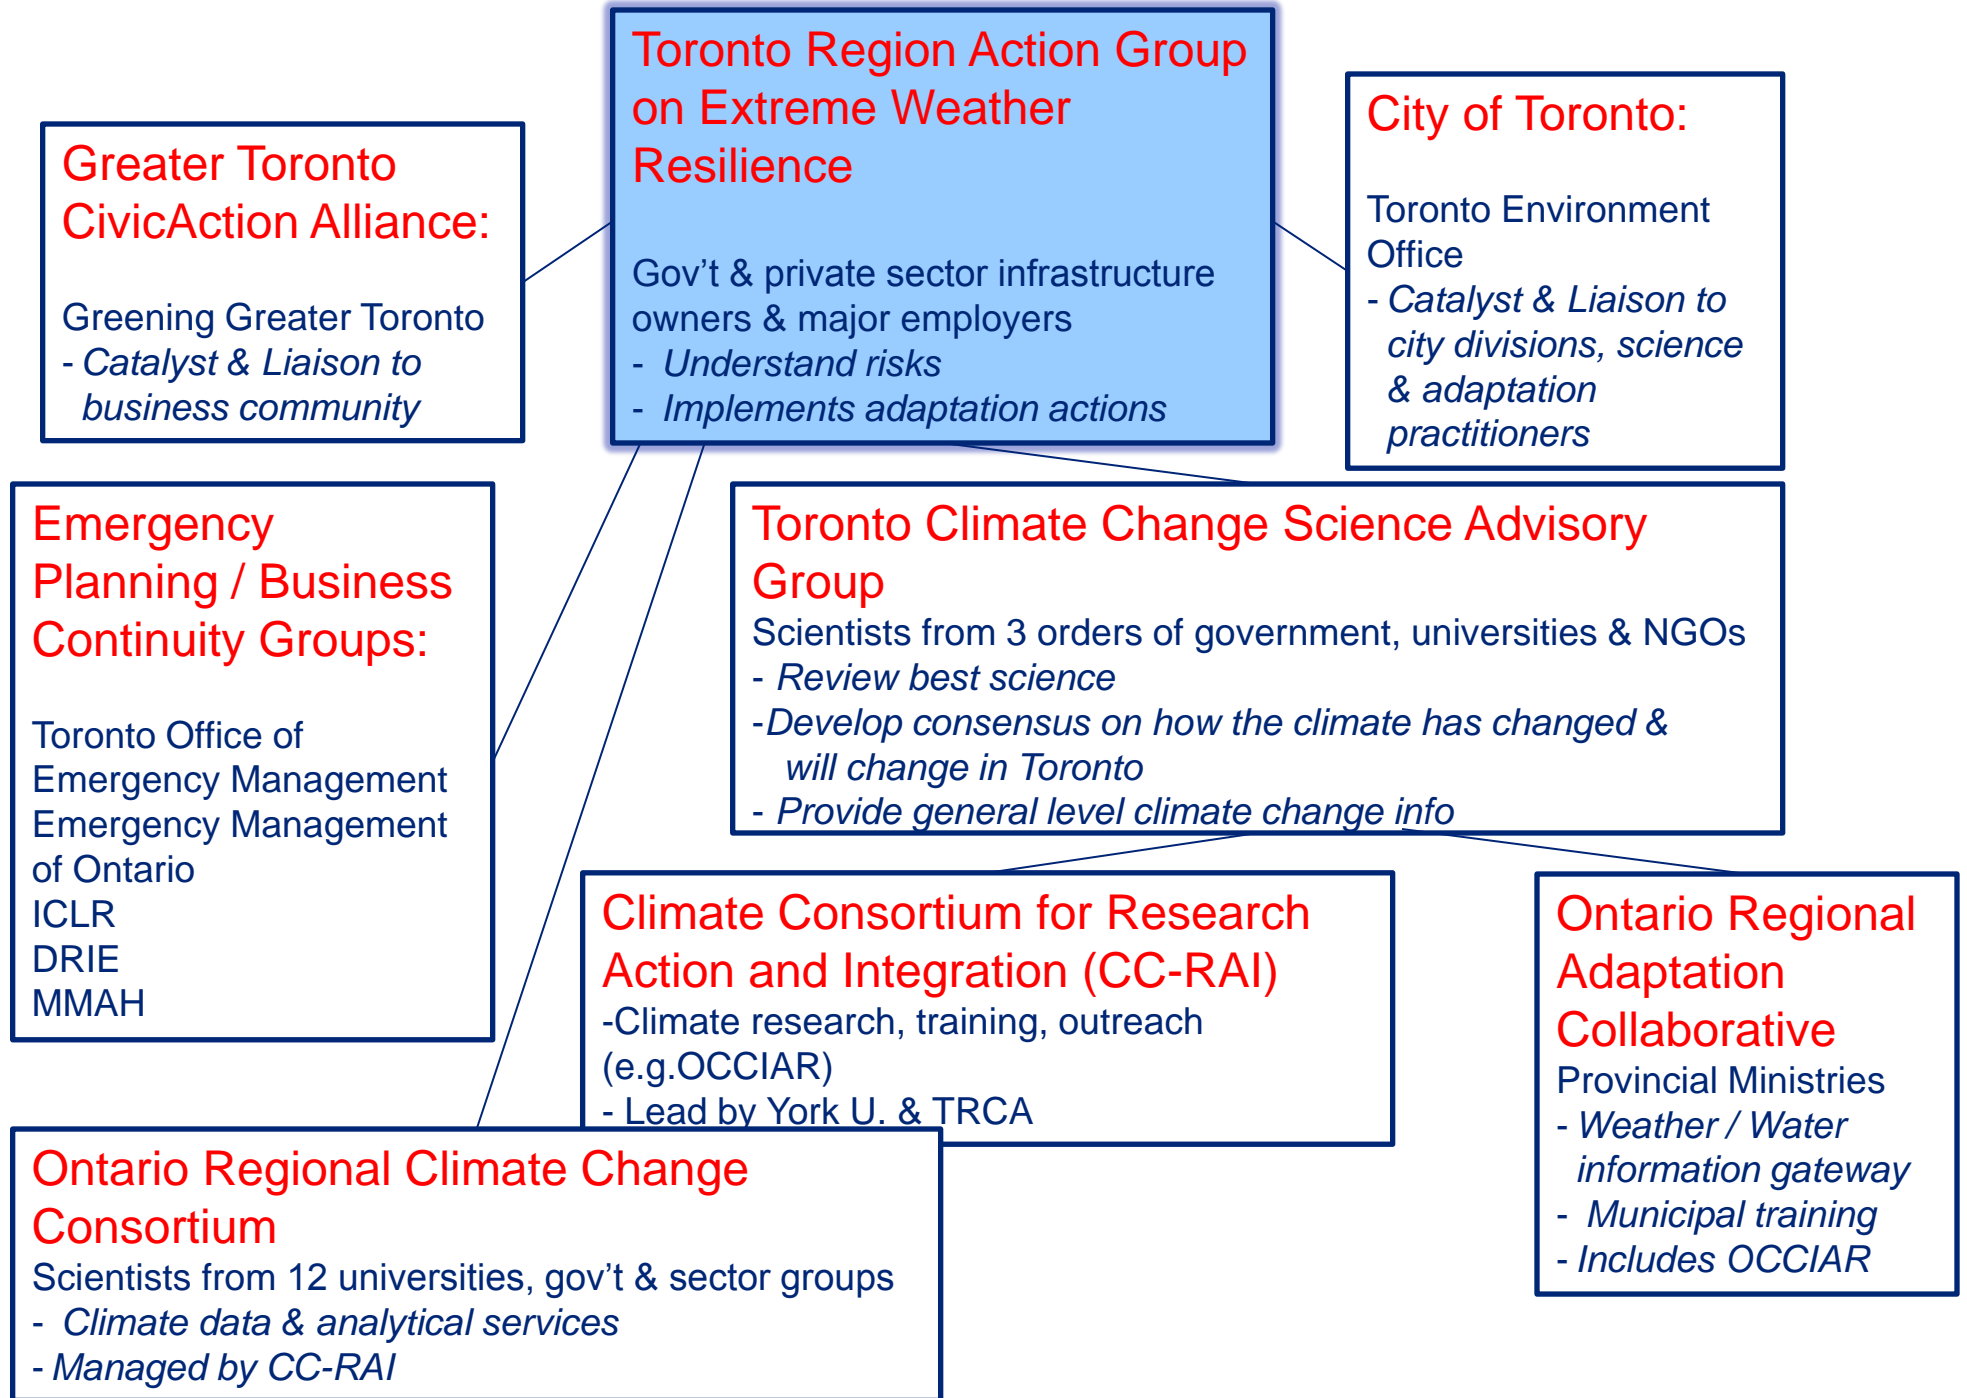 Toronto Region Action Group
on Extreme Weather
Resilience
Gov’t & private sector infrastructure
owners & major employers
- Understand risks
- Implements adaptation actions
Greater Toronto
CivicAction Alliance:
Greening Greater Toronto
- Catalyst & Liaison to
business community
City of Toronto:
Toronto Environment
Office
- Catalyst & Liaison to
city divisions, science
& adaptation
practitioners
Emergency
Planning / Business
Continuity Groups:
Toronto Office of
Emergency Management
Emergency Management
of Ontario
ICLR
DRIE
MMAH
Toronto Climate Change Science Advisory
Group
Scientists from 3 orders of government, universities & NGOs
- Review best science
-Develop consensus on how the climate has changed &
will change in Toronto
- Provide general level climate change info
Climate Consortium for Research
Action and Integration (CC-RAI)
-Climate research, training, outreach
(e.g.OCCIAR)
- Lead by York U. & TRCA
Ontario Regional
Adaptation
Collaborative
Provincial Ministries
- Weather / Water
information gateway
- Municipal training
- Includes OCCIAR
Ontario Regional Climate Change
Consortium
Scientists from 12 universities, gov’t & sector groups
- Climate data & analytical services
- Managed by CC-RAI